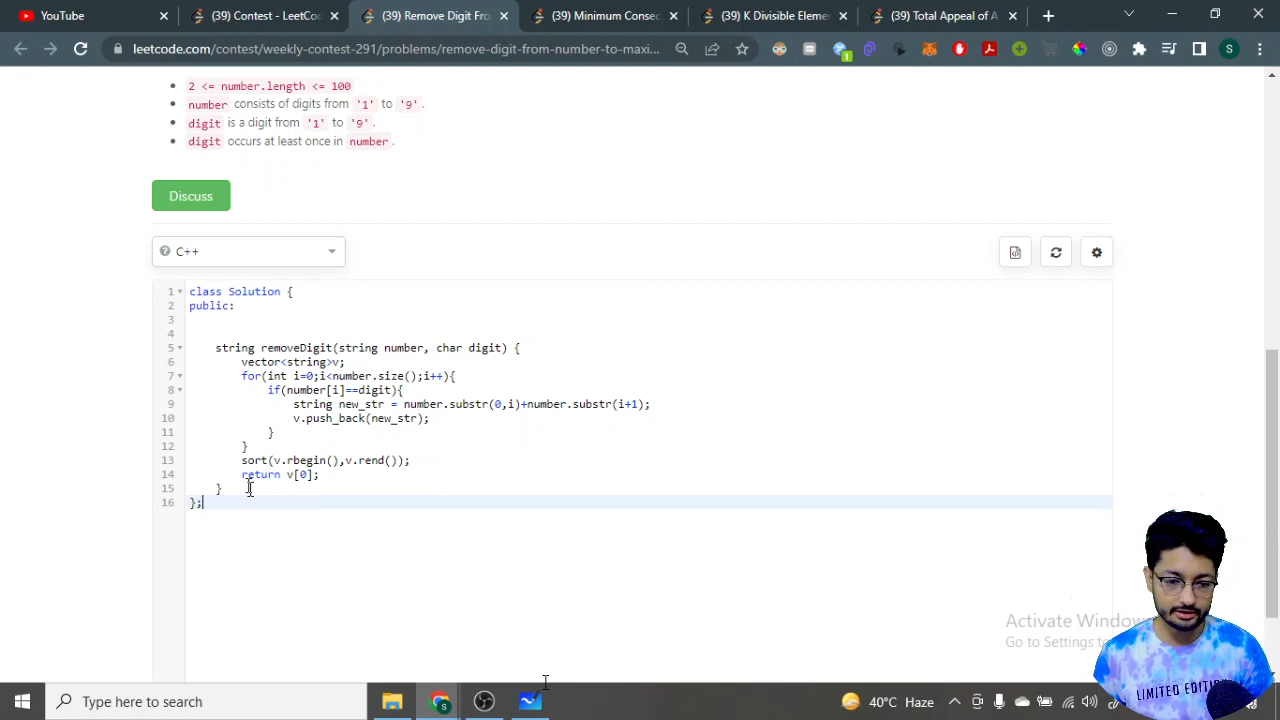 YouTube
(39) Contest - LeetCo
(39) Remove Digit Fro
(39) Minimum Consec
(39) K Divisible Eleme
(39) Total Appeal of A
leetcode.com/contest/weekly-contest-291/problems/remove-digit-from-number-to-maxi...
1
S
2 <= number.length <= 100
number consists of digits from '1' to '9'.
digit is a digit from '1' to '9'.
digit occurs at least once in number.
Discuss
C++
1 class Solution {
2 public:
3
4
5 string removeDigit(string number, char digit) {
6 vector<string>v;
7 for(int i=0;i<number.size();i++){
8 if(number[i]==digit){
9 string new_str = number.substr(0,i)+number.substr(i+1);
10 v.push_back(new_str);
11 }
12 }
13 sort(v.rbegin(),v.rend());
14 return v[0];
15 }
16 };
Activate Windo
Go to Settings t
LIMITED EDITI
Type here to search
40°C Haze